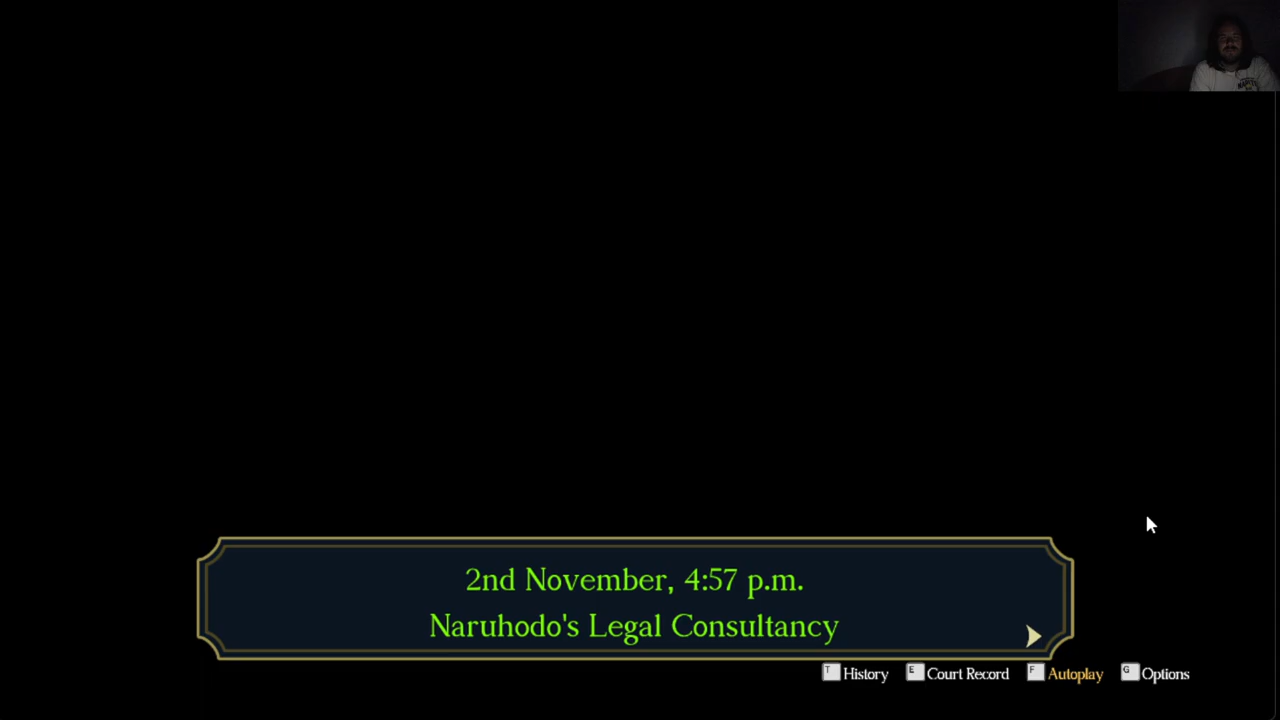 2nd November, 4:57 p.m.
Naruhodo's Legal Consultancy
T History E Court Record F Autoplay G Options